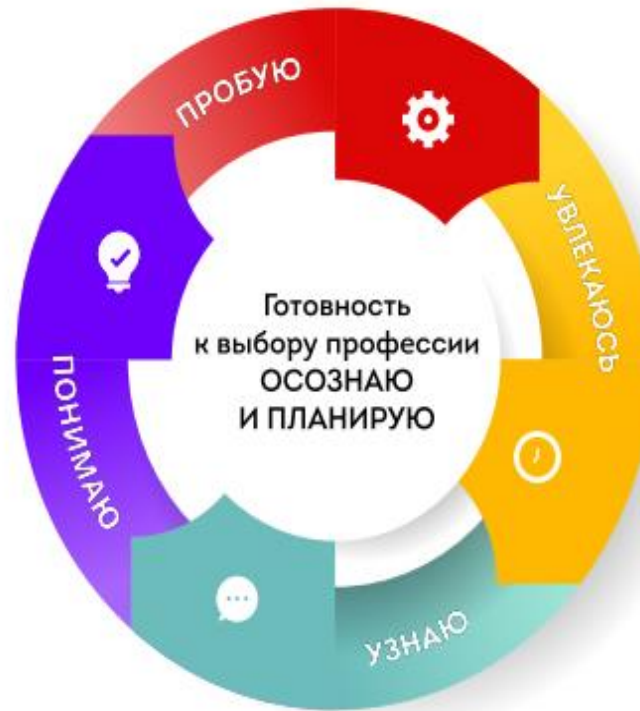 ПРОБУЮ
УВЛЕКАЮСЬ
Готовность
к выбору профессии
ОСОЗНАЮ
И ПЛАНИРУЮ
ПОНИМАЮ
УЗНАЮ